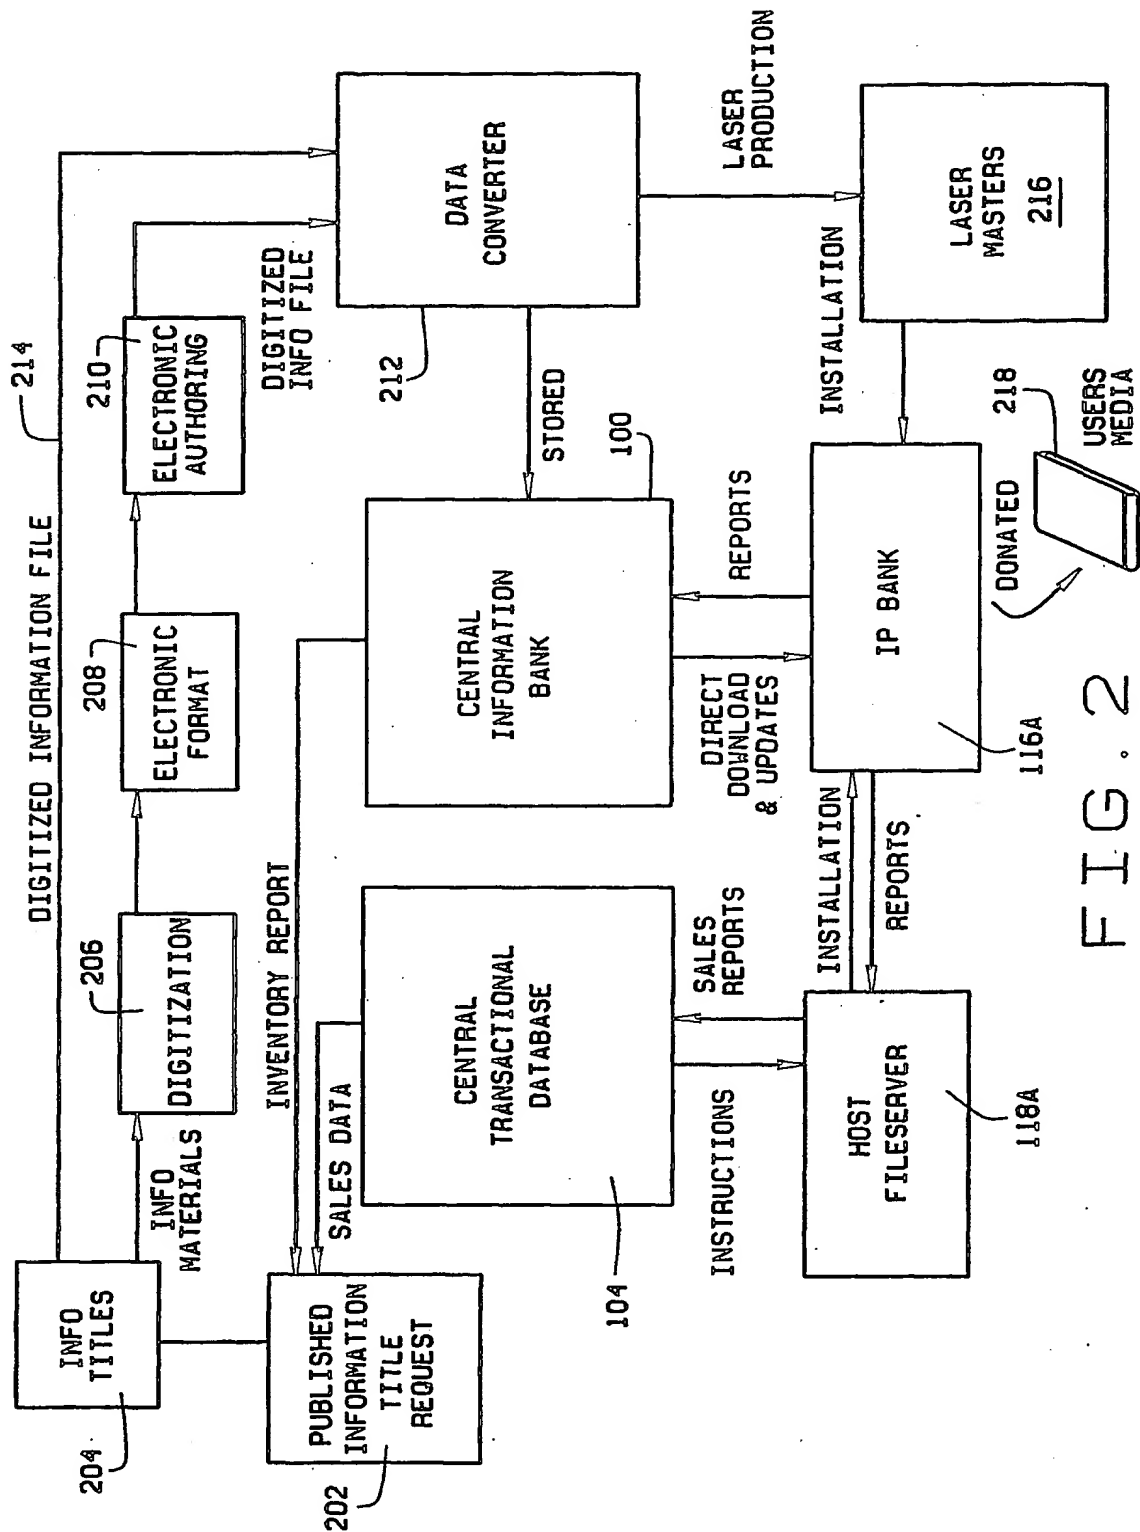 204
INFO
TITLES
DIGITIZED INFORMATION FILE
214
INFO
MATERIALS
206
DIGITIZATION
208
ELECTRONIC
FORMAT
210
ELECTRONIC
AUTHORING
DIGITIZED
INFO FILE
202
PUBLISHED
INFORMATION
TITLE
REQUEST
INVENTORY REPORT
SALES DATA
104
CENTRAL
TRANSACTIONAL
DATABASE
CENTRAL
INFORMATION
BANK
100
STORED
212
DATA
CONVERTER
INSTRUCTIONS
SALES
REPORTS
DIRECT
DOWNLOAD
& UPDATES
REPORTS
LASER
PRODUCTION
HOST
FILESERVER
118A
INSTALLATION
REPORTS
IP BANK
116A
INSTALLATION
LASER
MASTERS
216
DONATED
218
USERS
MEDIA
FIG. 2